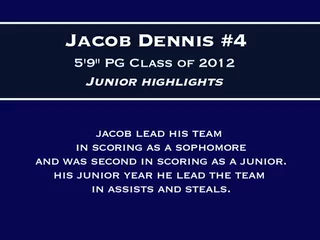 Jacob Dennis #4
5'9" PG Class of 2012
Junior highlights
Jacob lead his team
in scoring as a sophomore
and was second in scoring as a junior.
His junior year he lead the team
in assists and steals.